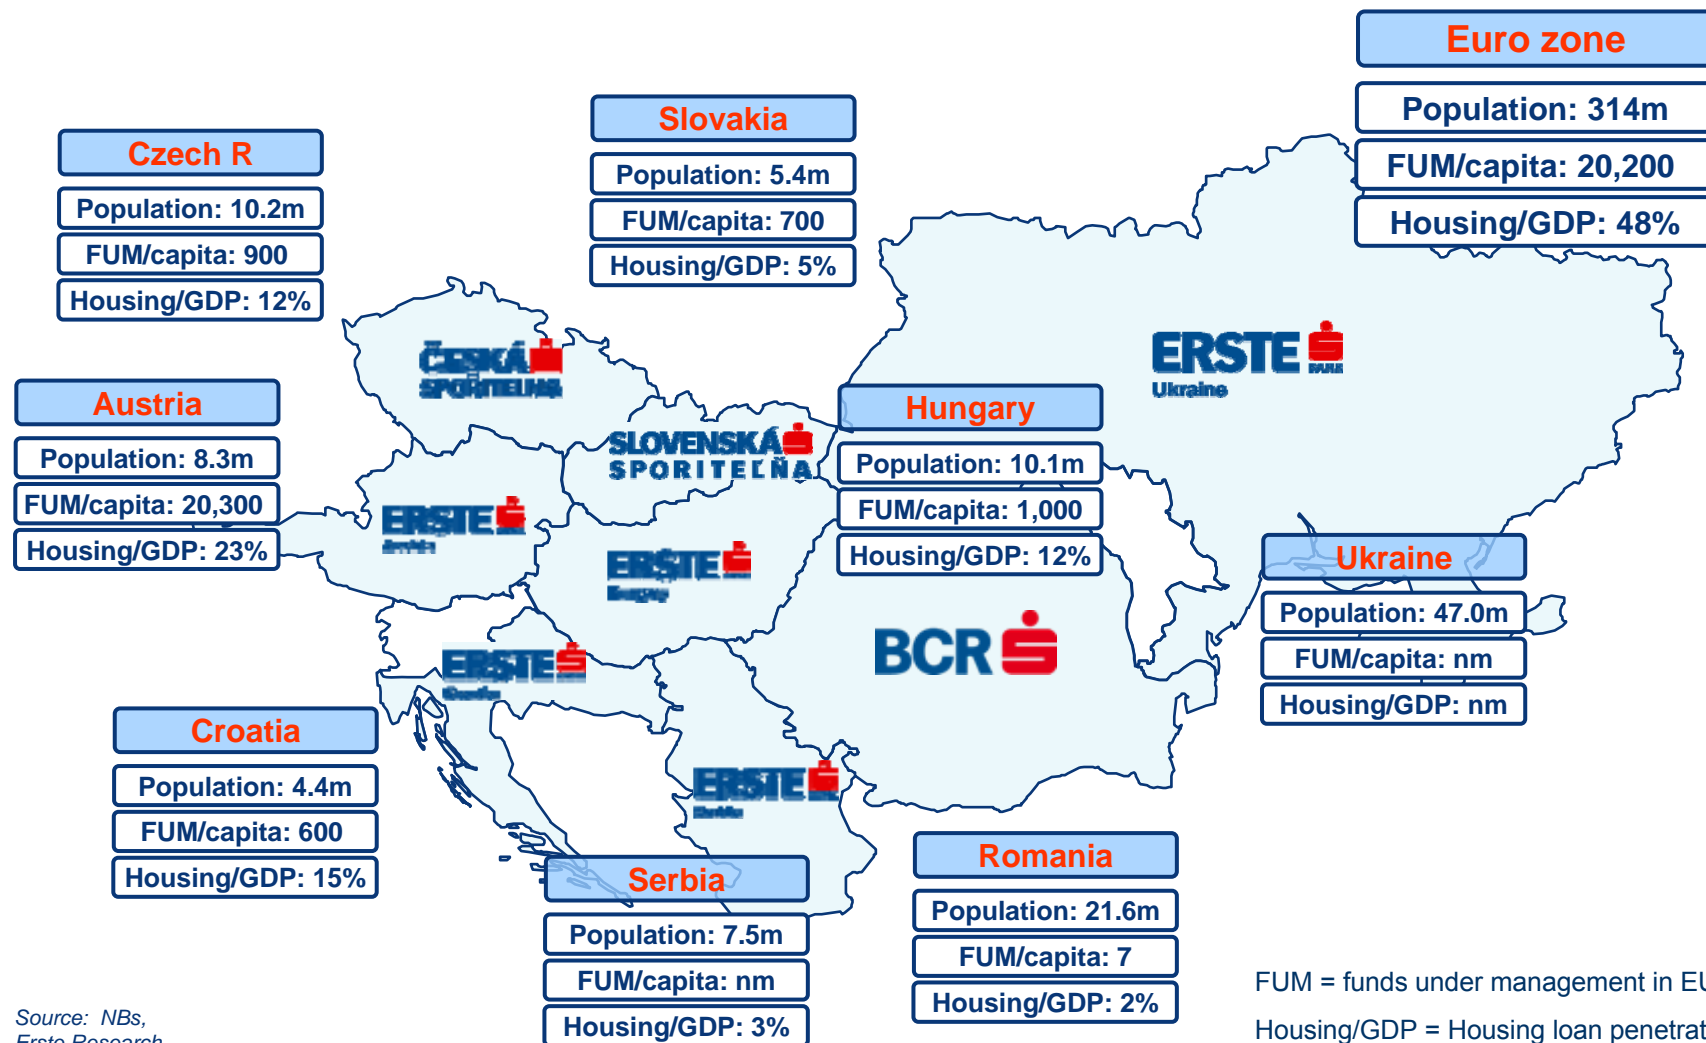 Euro zone
Population: 314m
FUM/capita: 20,200
Housing/GDP: 48%
Slovakia
Population: 5.4m
FUM/capita: 700
Housing/GDP: 5%
Czech R
Population: 10.2m
FUM/capita: 900
Housing/GDP: 12%
ČESKÁ
SPOŘITELNA
ERSTE
BANK
Ukraine
Austria
Population: 8.3m
FUM/capita: 20,300
Housing/GDP: 23%
SLOVENSKÁ
SPORITEĽŇA
Hungary
Population: 10.1m
FUM/capita: 1,000
Housing/GDP: 12%
ERSTE
ERSTE
Ukraine
Population: 47.0m
FUM/capita: nm
Housing/GDP: nm
BCR
ERSTE
Croatia
Population: 4.4m
FUM/capita: 600
Housing/GDP: 15%
ERSTE
Serbia
Population: 7.5m
FUM/capita: nm
Housing/GDP: 3%
Romania
Population: 21.6m
FUM/capita: 7
Housing/GDP: 2%
Source: NBs,
Erste Research
FUM = funds under management in EU
Housing/GDP = Housing loan penetrat